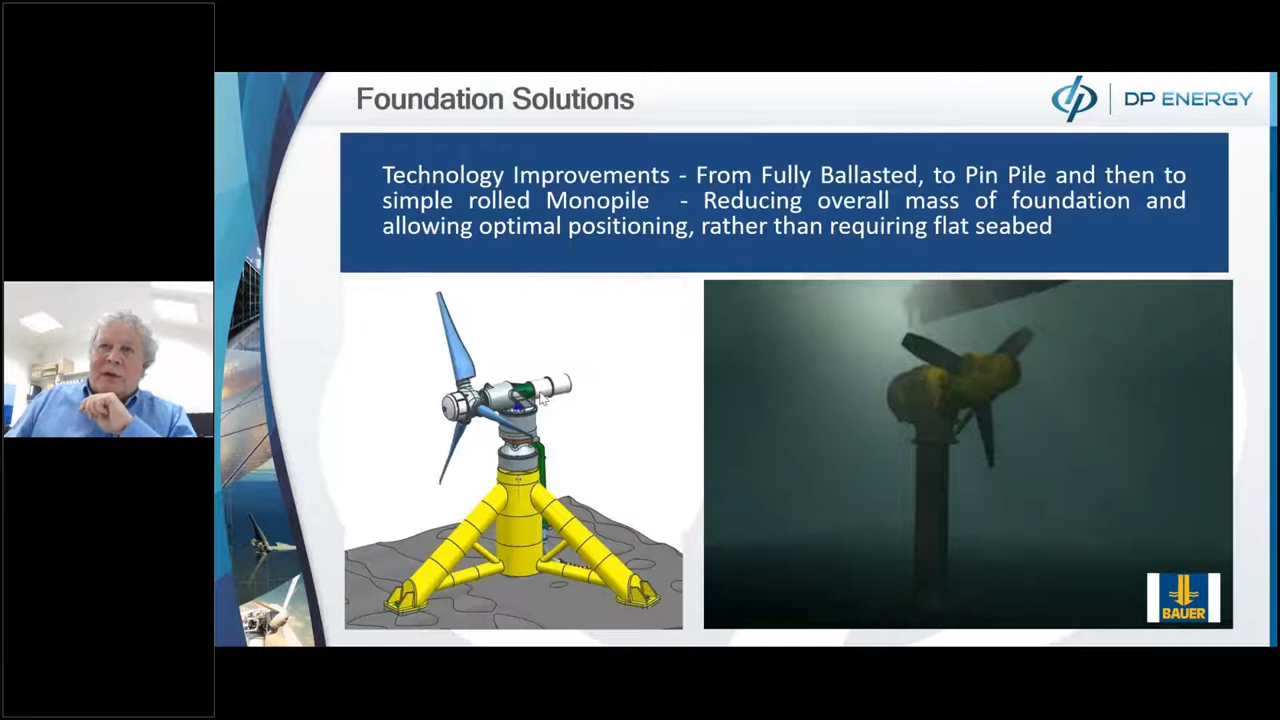 Foundation Solutions
DP ENERGY
Technology Improvements - From Fully Ballasted, to Pin Pile and then to
simple rolled Monopile - Reducing overall mass of foundation and
allowing optimal positioning, rather than requiring flat seabed
BAUER